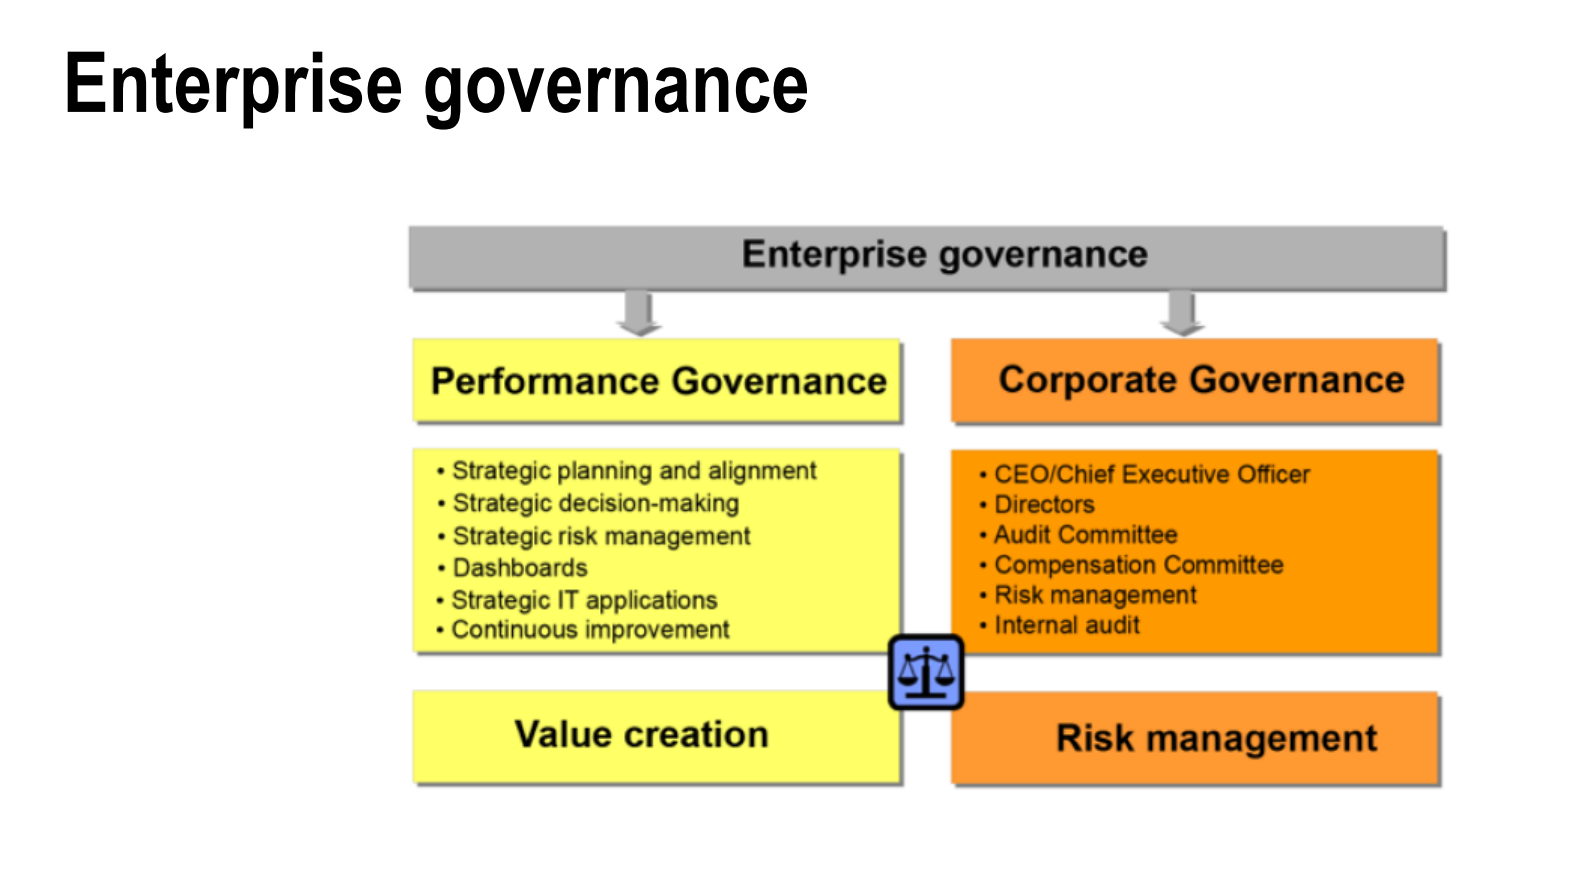 Enterprise governance
Enterprise governance
Performance Governance
• Strategic planning and alignment
• Strategic decision-making
• Strategic risk management
• Dashboards
• Strategic IT applications
• Continuous improvement
Value creation
Corporate Governance
• CEO/Chief Executive Officer
• Directors
• Audit Committee
• Compensation Committee
• Risk management
• Internal audit
Risk management